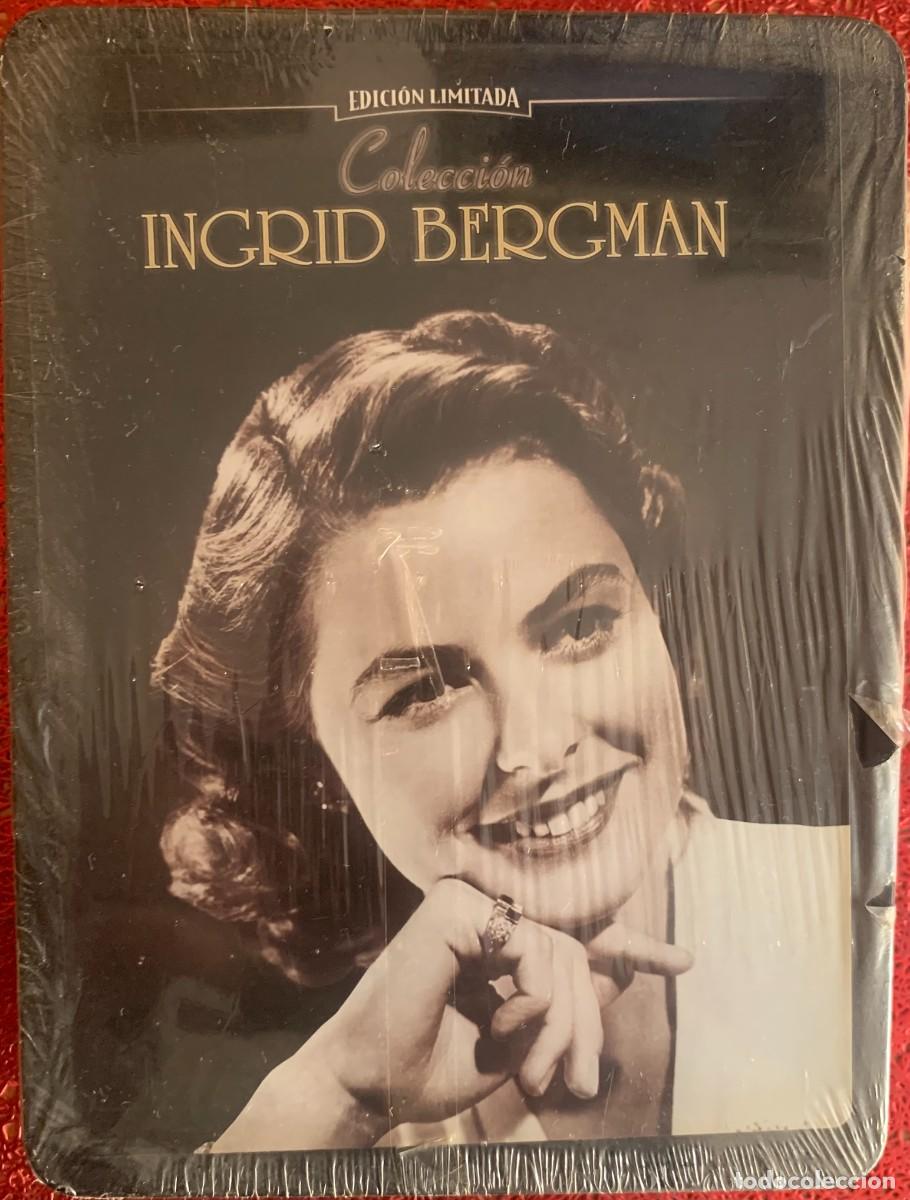 EDICIÓN LIMITADA
Colección
INGRID BERGMAN
todocoleccion